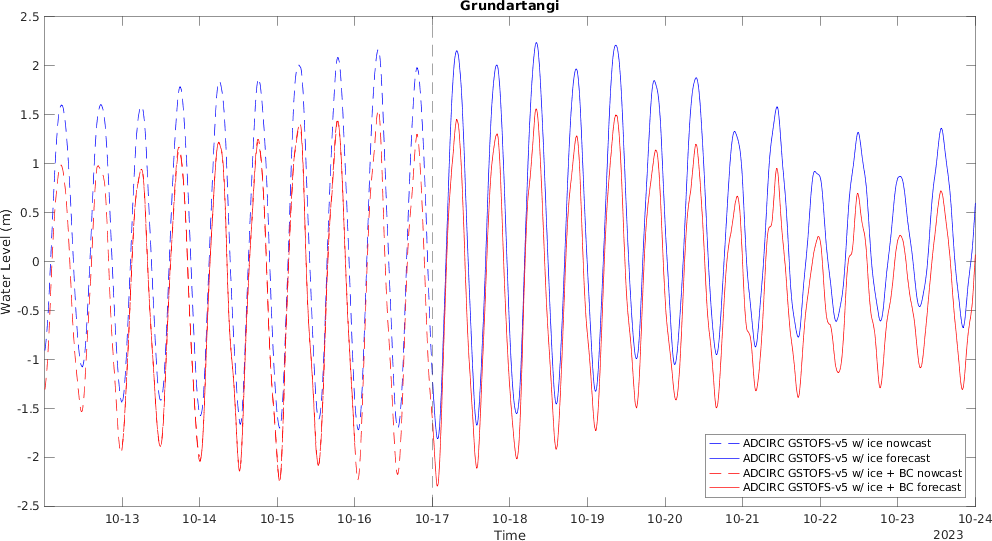 Grundartangi
2.5
2
1.5
1
0.5
0
-0.5
-1
-1.5
-2
-2.5
Water Level (m)
10-13 10-14 10-15 10-16 10-17 10-18 10-19 10-20 10-21 10-22 10-23 10-24
Time
2023
ADCIRC GSTOFS-v5 w/ ice nowcast
ADCIRC GSTOFS-v5 w/ ice forecast
ADCIRC GSTOFS-v5 w/ ice + BC nowcast
ADCIRC GSTOFS-v5 w/ ice + BC forecast